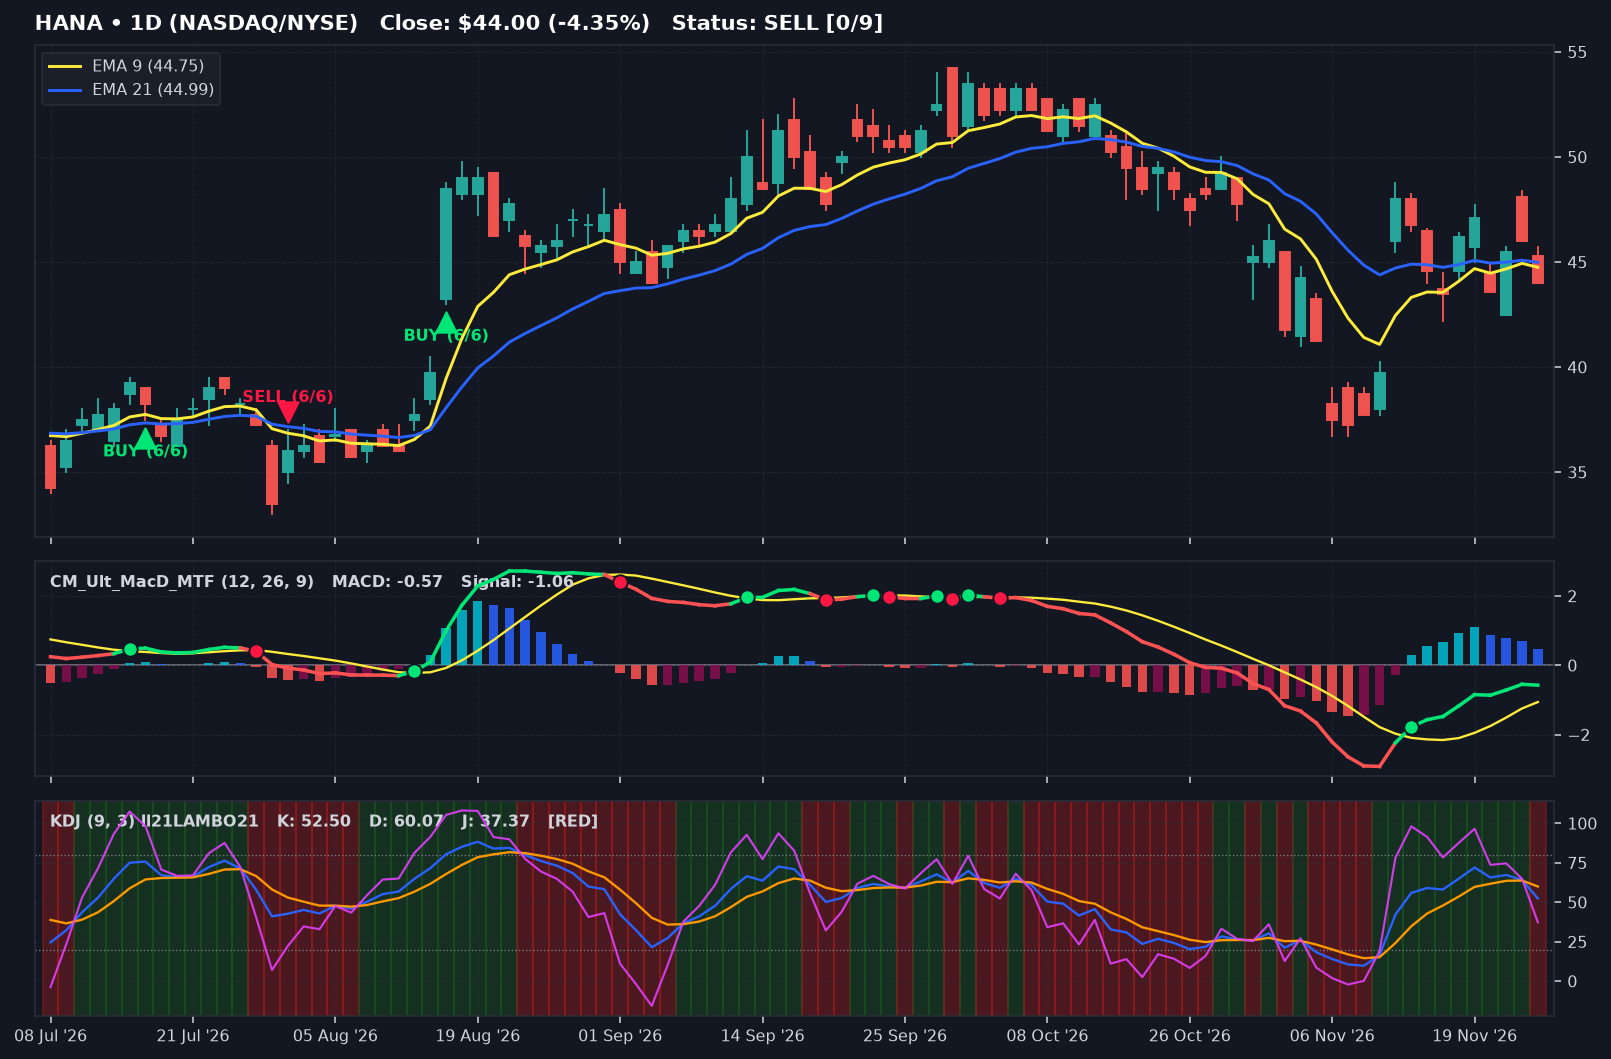 HANA • 1D (NASDAQ/NYSE)   Close: $44.00 (-4.35%)   Status: SELL [0/9]
EMA 9 (44.75)
EMA 21 (44.99)
55
50
45
40
35
BUY (6/6)
SELL (6/6)
BUY (6/6)
CM_Ult_MacD_MTF (12, 26, 9)   MACD: -0.57   Signal: -1.06
2
0
−2
KDJ (9, 3) II21LAMBO21   K: 52.50   D: 60.07   J: 37.37   [RED]
100
75
50
25
0
08 Jul '26
21 Jul '26
05 Aug '26
19 Aug '26
01 Sep '26
14 Sep '26
25 Sep '26
08 Oct '26
26 Oct '26
06 Nov '26
19 Nov '26